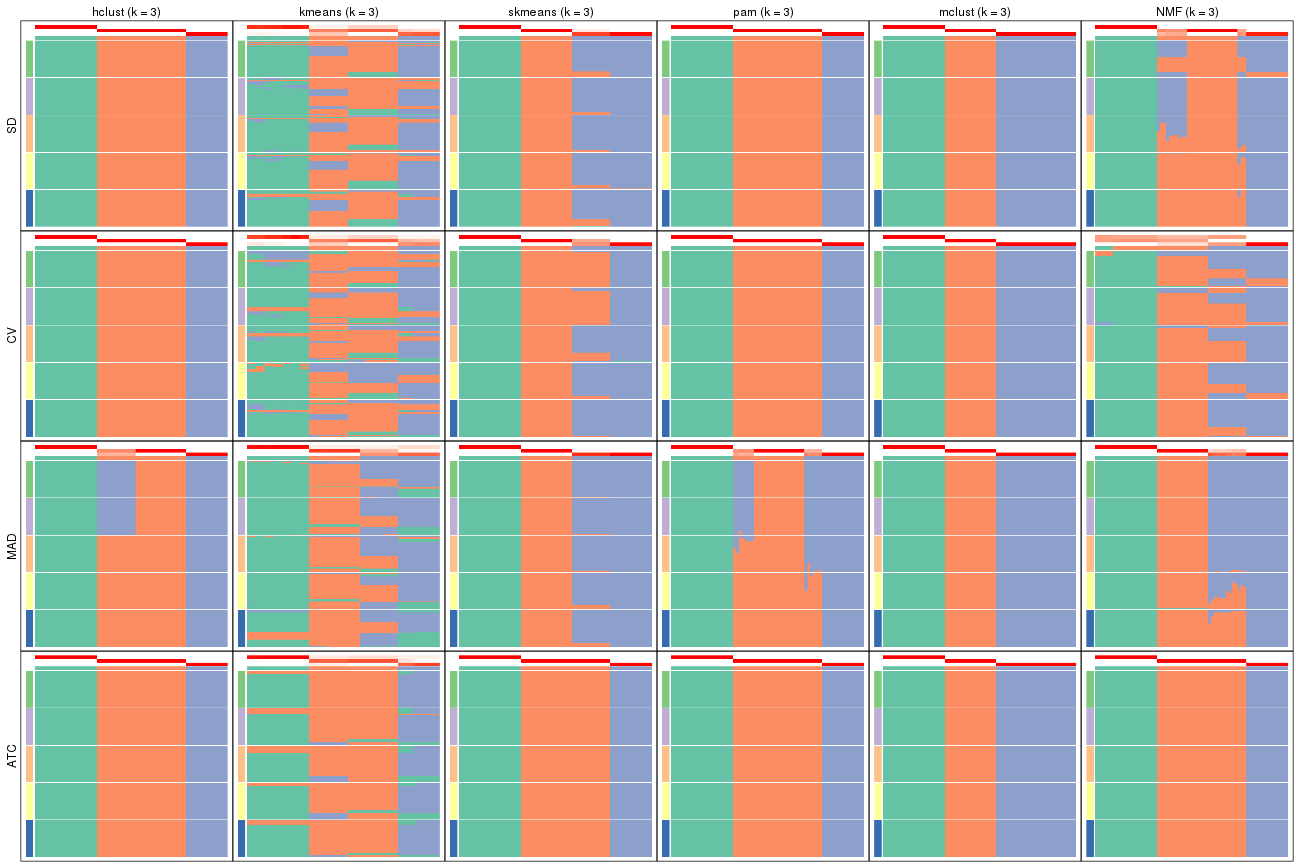 hclust (k = 3) kmeans (k = 3) skmeans (k = 3) pam (k = 3) mclust (k = 3) NMF (k = 3)
SD
CV
MAD
ATC